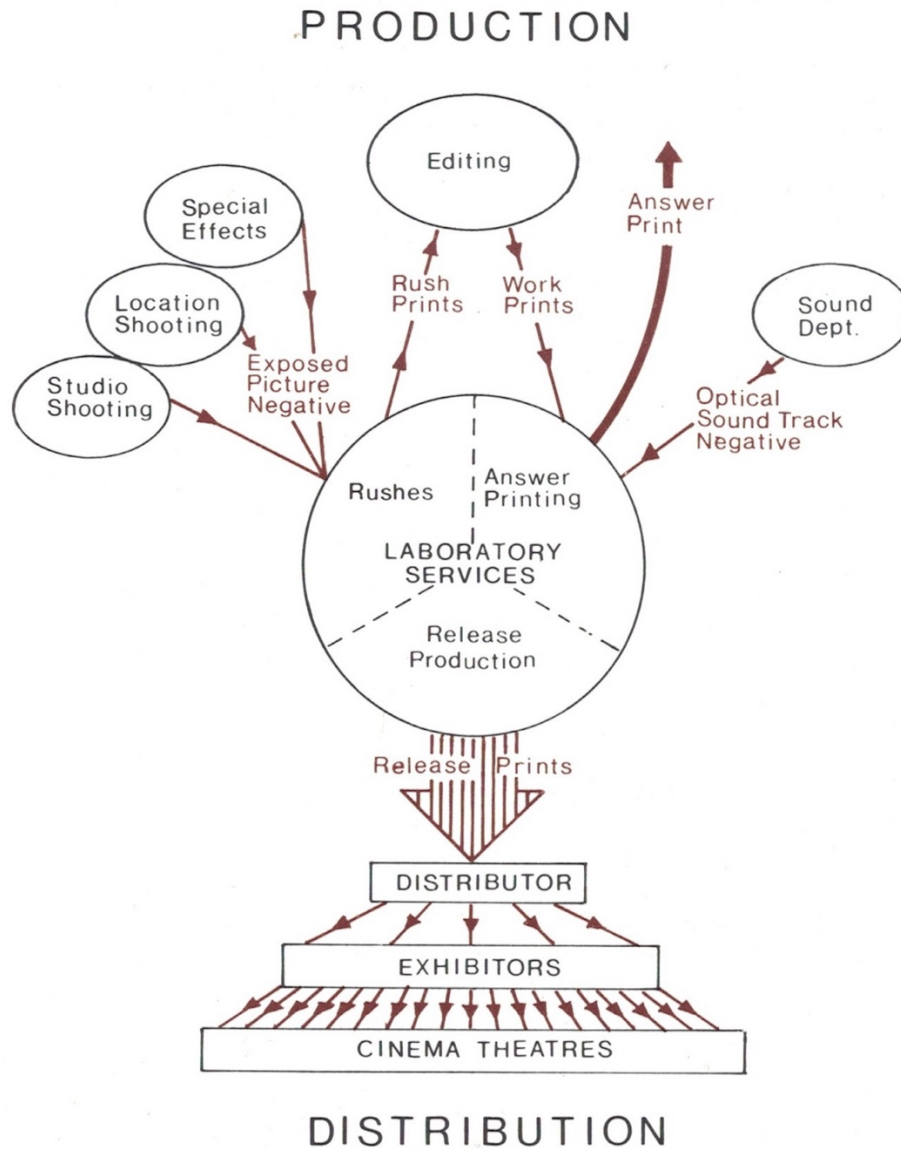 PRODUCTION
Editing
Special
Effects
Answer
Print
Rush
Prints
Work
Prints
Location
Shooting
Sound
Dept.
Exposed
Picture
Negative
Studio
Shooting
Optical
Sound Track
Negative
Rushes
Answer
Printing
LABORATORY
SERVICES
Release
Production
Release Prints
DISTRIBUTOR
EXHIBITORS
CINEMA THEATRES
DISTRIBUTION